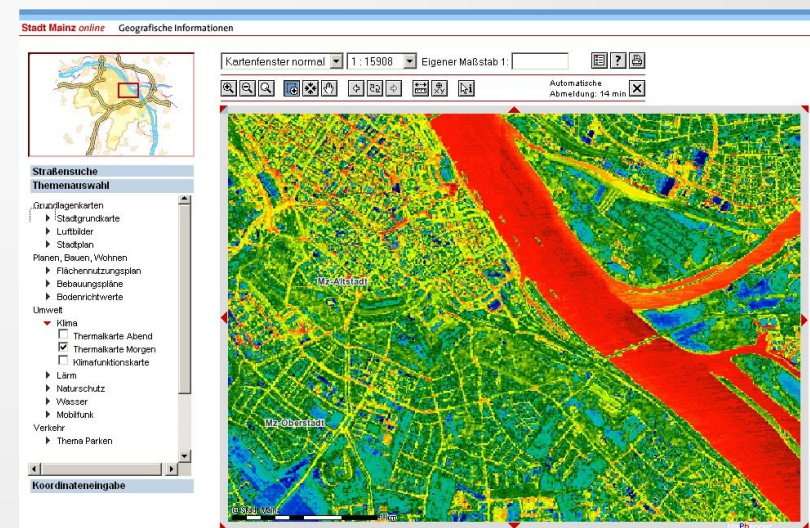 Stadt Mainz online Geografische Informationen
Kartenfenster normal 1 : 15908 Eigener Maßstab 1:
?
Automatische
Abmeldung: 14 min
Straßensuche
Themenauswahl
Grundlagenkarten
Stadtgrundkarte
Luftbilder
Stadtplan
Planen, Bauen, Wohnen
Flächennutzungsplan
Bebauungspläne
Bodenrichtwerte
Umwelt
Klima
Thermalkarte Abend
Thermalkarte Morgen
Klimafunktionskarte
Lärm
Naturschutz
Wasser
Mobilfunk
Verkehr
Thema Parken
Koordinateneingabe
Mz-Altstadt
Mz-Oberstadt
© Stadt Mainz
1 km